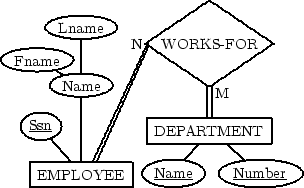 Lname
N
WORKS-FOR
Fname
Name
M
Ssn
DEPARTMENT
EMPLOYEE
Name
Number